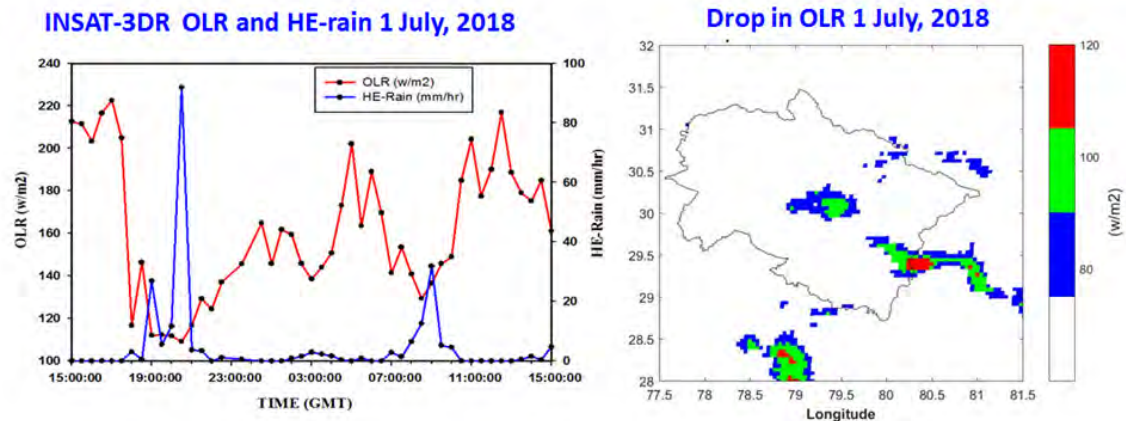 INSAT-3DR OLR and HE-rain 1 July, 2018
240
220
200
180
160
140
120
100
OLR (w/m2)
OLR (w/m2)
HE-Rain (mm/hr)
100
80
60
40
20
0
HE-Rain (mm/hr)
15:00:00 19:00:00 23:00:00 03:00:00 07:00:00 11:00:00 15:00:00
TIME (GMT)
Drop in OLR 1 July, 2018
32
31.5
31
30.5
30
29.5
29
28.5
28
77.5 78 78.5 79 79.5 80 80.5 81 81.5
Longitude
120
100
80
(w/m2)